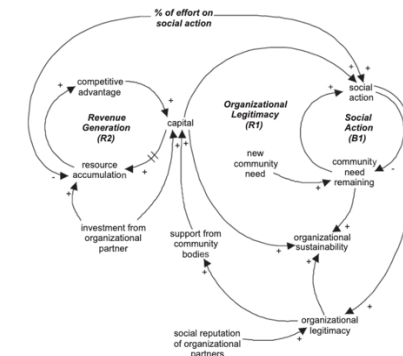 % of effort on
social action
+
+
+
competitive
advantage
+
social
action
+
+
Organizational
Legitimacy
(R1)
Revenue
Generation
(R2)
capital
Social
Action
(B1)
+
+
+
new
community
need
resource
accumulation
-
+
community
need
remaining
+
-
investment from
organizational
partner
support from
community
bodies
+
organizational
sustainability
+
+
+
+
organizational
legitimacy
social reputation
of organizational
partners
+